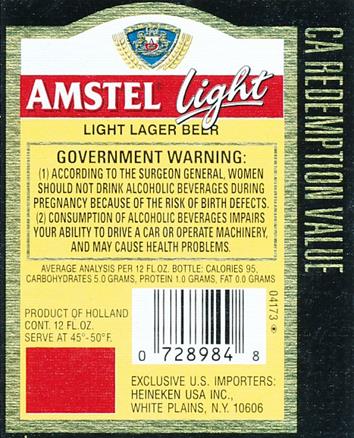 AMSTEL Light
LIGHT LAGER BEER
GOVERNMENT WARNING:
(1) ACCORDING TO THE SURGEON GENERAL, WOMEN
SHOULD NOT DRINK ALCOHOLIC BEVERAGES DURING
PREGNANCY BECAUSE OF THE RISK OF BIRTH DEFECTS.
(2) CONSUMPTION OF ALCOHOLIC BEVERAGES IMPAIRS
YOUR ABILITY TO DRIVE A CAR OR OPERATE MACHINERY,
AND MAY CAUSE HEALTH PROBLEMS.
AVERAGE ANALYSIS PER 12 FL.OZ. BOTTLE: CALORIES 95,
CARBOHYDRATES 5.0 GRAMS, PROTEIN 1.0 GRAMS, FAT 0.0 GRAMS
PRODUCT OF HOLLAND
CONT. 12 FL.OZ.
SERVE AT 45°-50°F.
0 728984 8
04173
EXCLUSIVE U.S. IMPORTERS:
HEINEKEN USA INC.,
WHITE PLAINS, N.Y. 10606
CA REDEMPTION VALUE